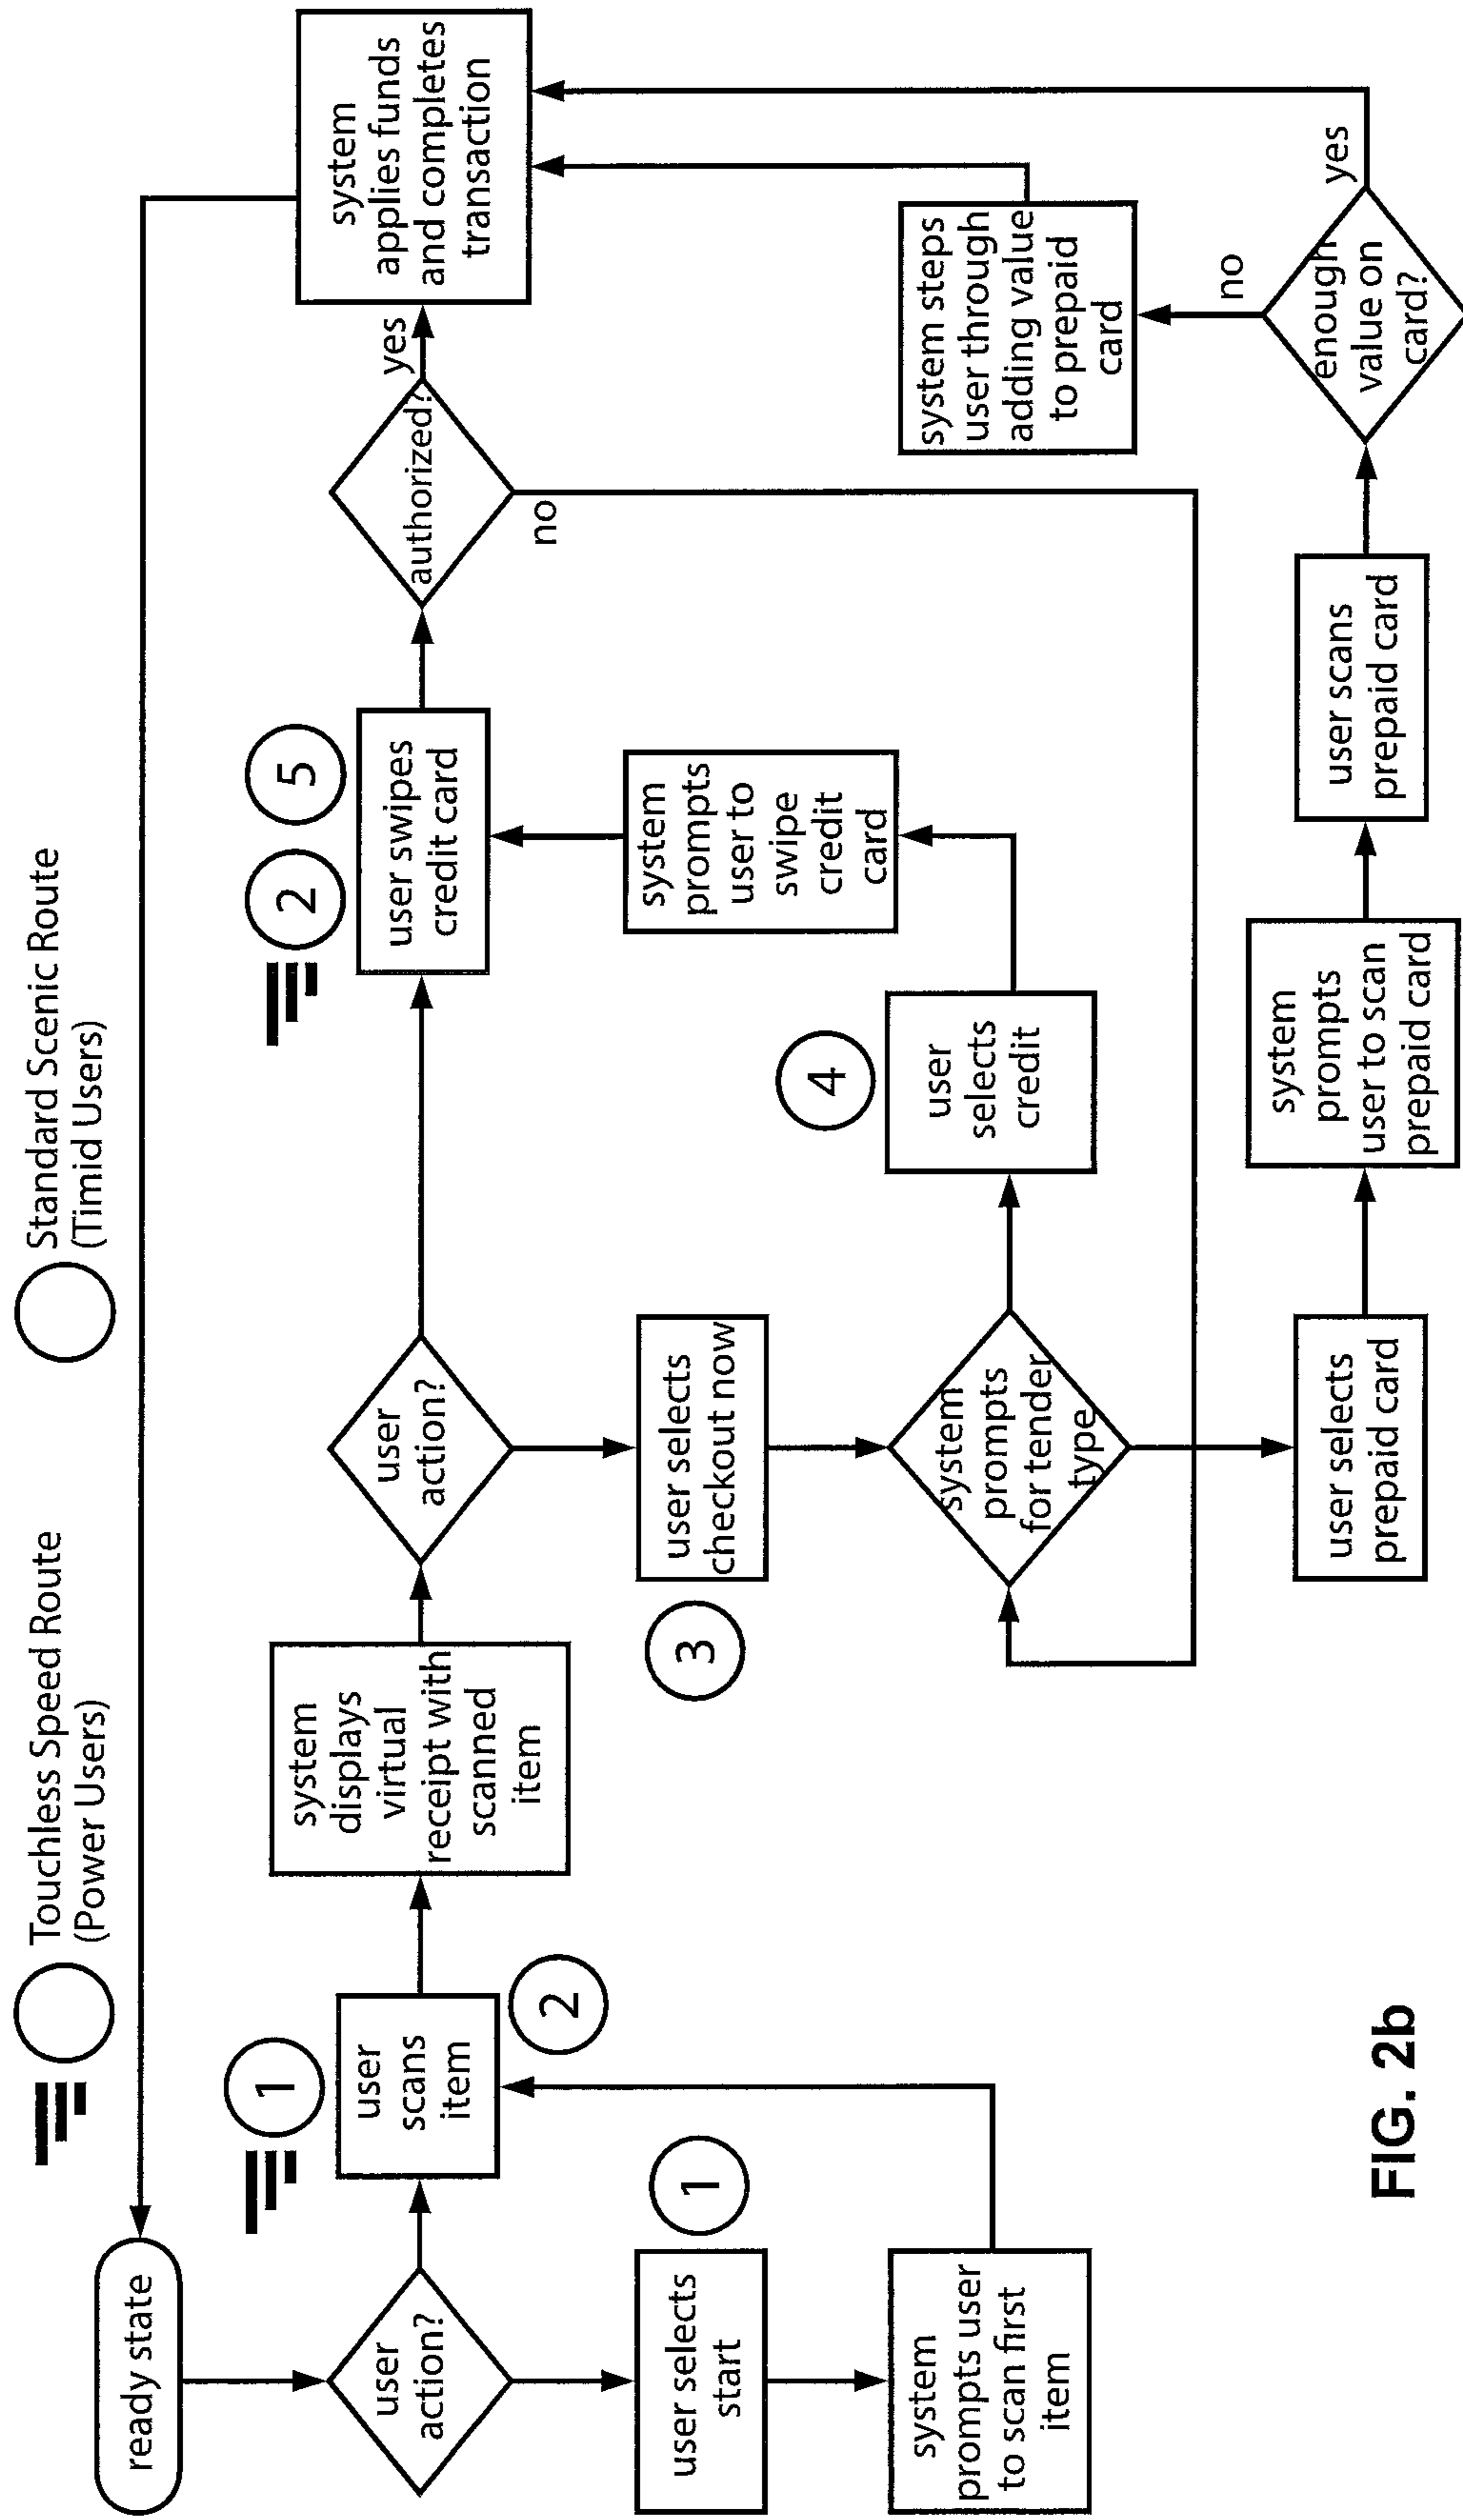 Touchless Speed Route
(Power Users)
Standard Scenic Route
(Timid Users)
ready state
user
action?
user selects
start
1
system
prompts user
to scan first
item
1
user
scans
item
2
system
displays
virtual
receipt with
scanned
item
user
action?
3
user selects
checkout now
system
prompts
for tender
type
4
user
selects
credit
system
prompts
user to
swipe
credit
card
2
5
user swipes
credit card
authorized?
yes
no
system
applies funds
and completes
transaction
user selects
prepaid card
system
prompts
user to scan
prepaid card
user scans
prepaid card
enough
value on
card?
no
yes
system steps
user through
adding value
to prepaid
card
FIG. 2b